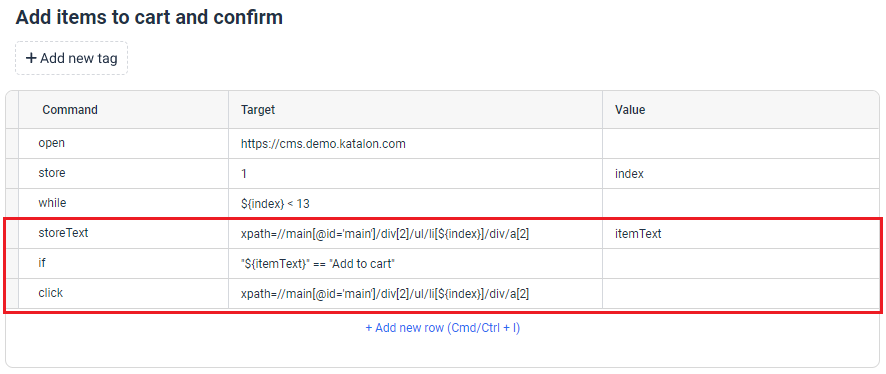 Add items to cart and confirm
+ Add new tag
Command Target Value
open https://cms.demo.katalon.com
store 1 index
while ${index} < 13
storeText xpath=//main[@id='main']/div[2]/ul/li[${index}]/div/a[2] itemText
if "${itemText}" == "Add to cart"
click xpath=//main[@id='main']/div[2]/ul/li[${index}]/div/a[2]
+ Add new row (Cmd/Ctrl + I)